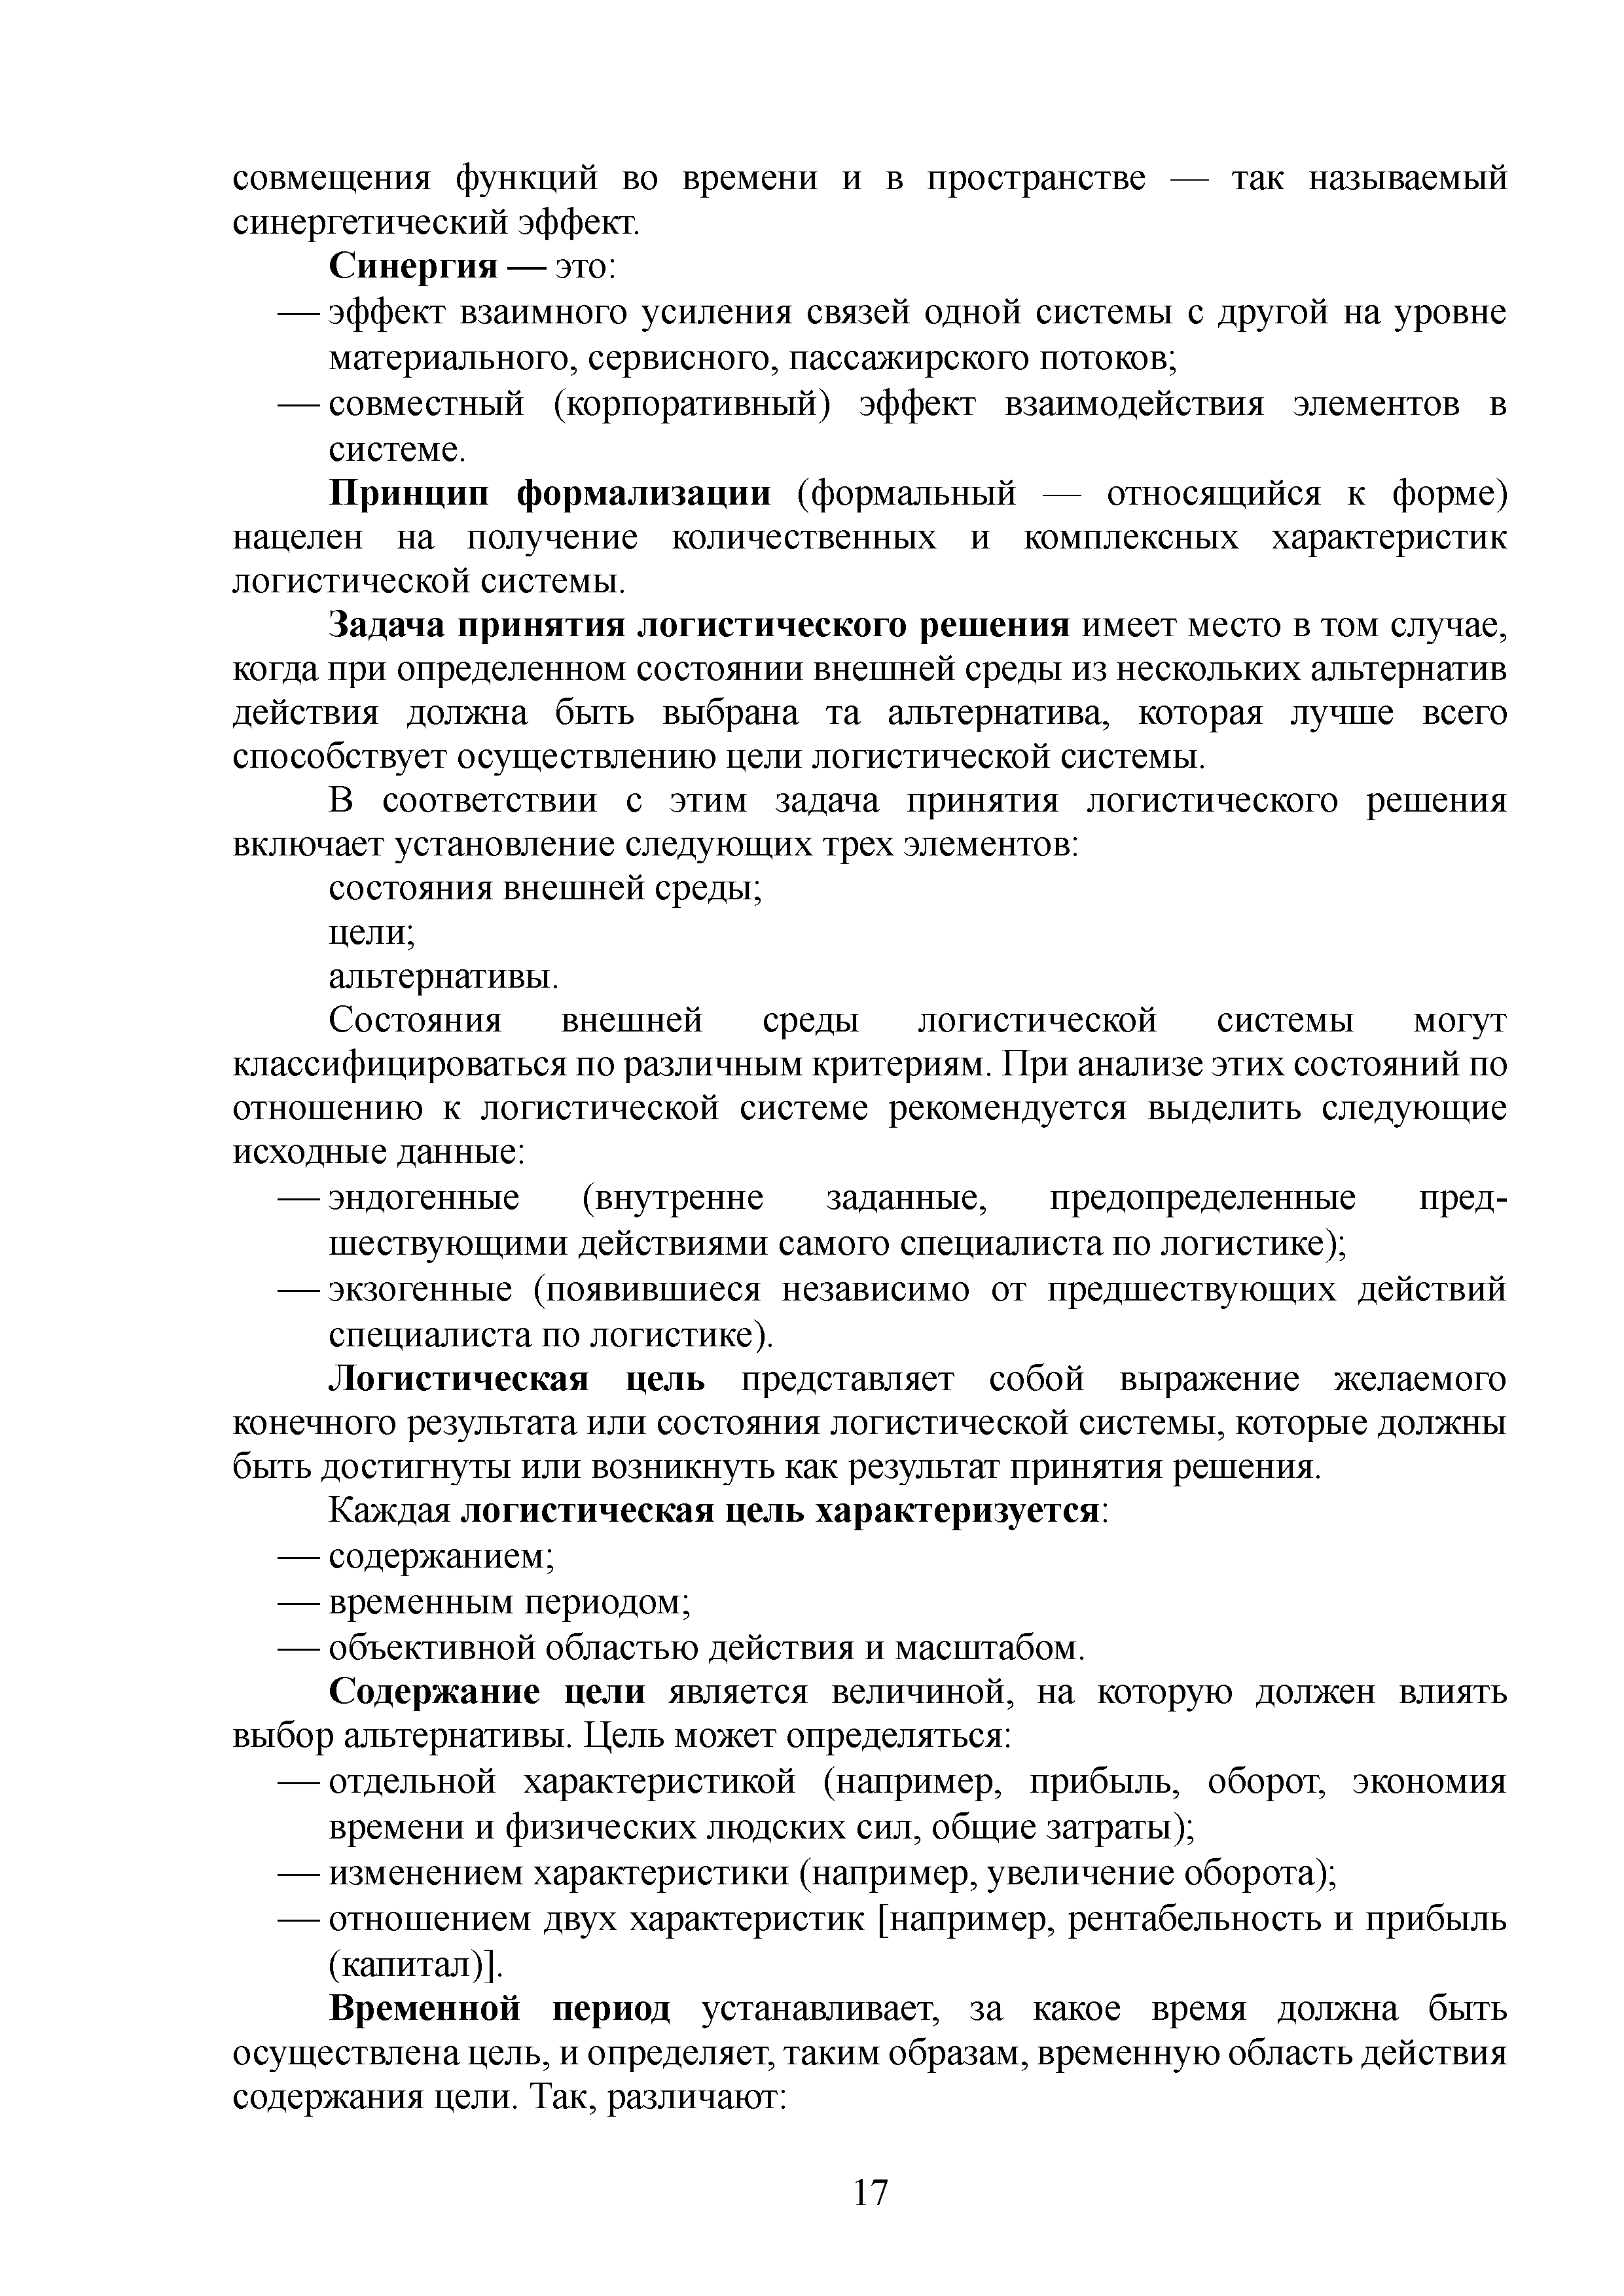 совмещения функций во времени и в пространстве — так называемый
синергетический эффект.
Синергия — это:
— эффект взаимного усиления связей одной системы с другой на уровне
материального, сервисного, пассажирского потоков;
— совместный (корпоративный) эффект взаимодействия элементов в
системе.
Принцип формализации (формальный — относящийся к форме)
нацелен на получение количественных и комплексных характеристик
логистической системы.
Задача принятия логистического решения имеет место в том случае,
когда при определенном состоянии внешней среды из нескольких альтернатив
действия должна быть выбрана та альтернатива, которая лучше всего
способствует осуществлению цели логистической системы.
В соответствии с этим задача принятия логистического решения
включает установление следующих трех элементов:
состояния внешней среды;
цели;
альтернативы.
Состояния внешней среды логистической системы могут
классифицироваться по различным критериям. При анализе этих состояний по
отношению к логистической системе рекомендуется выделить следующие
исходные данные:
— эндогенные (внутренне заданные, предопределенные пред-
шествующими действиями самого специалиста по логистике);
— экзогенные (появившиеся независимо от предшествующих действий
специалиста по логистике).
Логистическая цель представляет собой выражение желаемого
конечного результата или состояния логистической системы, которые должны
быть достигнуты или возникнуть как результат принятия решения.
Каждая логистическая цель характеризуется:
— содержанием;
— временным периодом;
— объективной областью действия и масштабом.
Содержание цели является величиной, на которую должен влиять
выбор альтернативы. Цель может определяться:
— отдельной характеристикой (например, прибыль, оборот, экономия
времени и физических людских сил, общие затраты);
— изменением характеристики (например, увеличение оборота);
— отношением двух характеристик [например, рентабельность и прибыль
(капитал)].
Временной период устанавливает, за какое время должна быть
осуществлена цель, и определяет, таким образам, временную область действия
содержания цели. Так, различают:
17